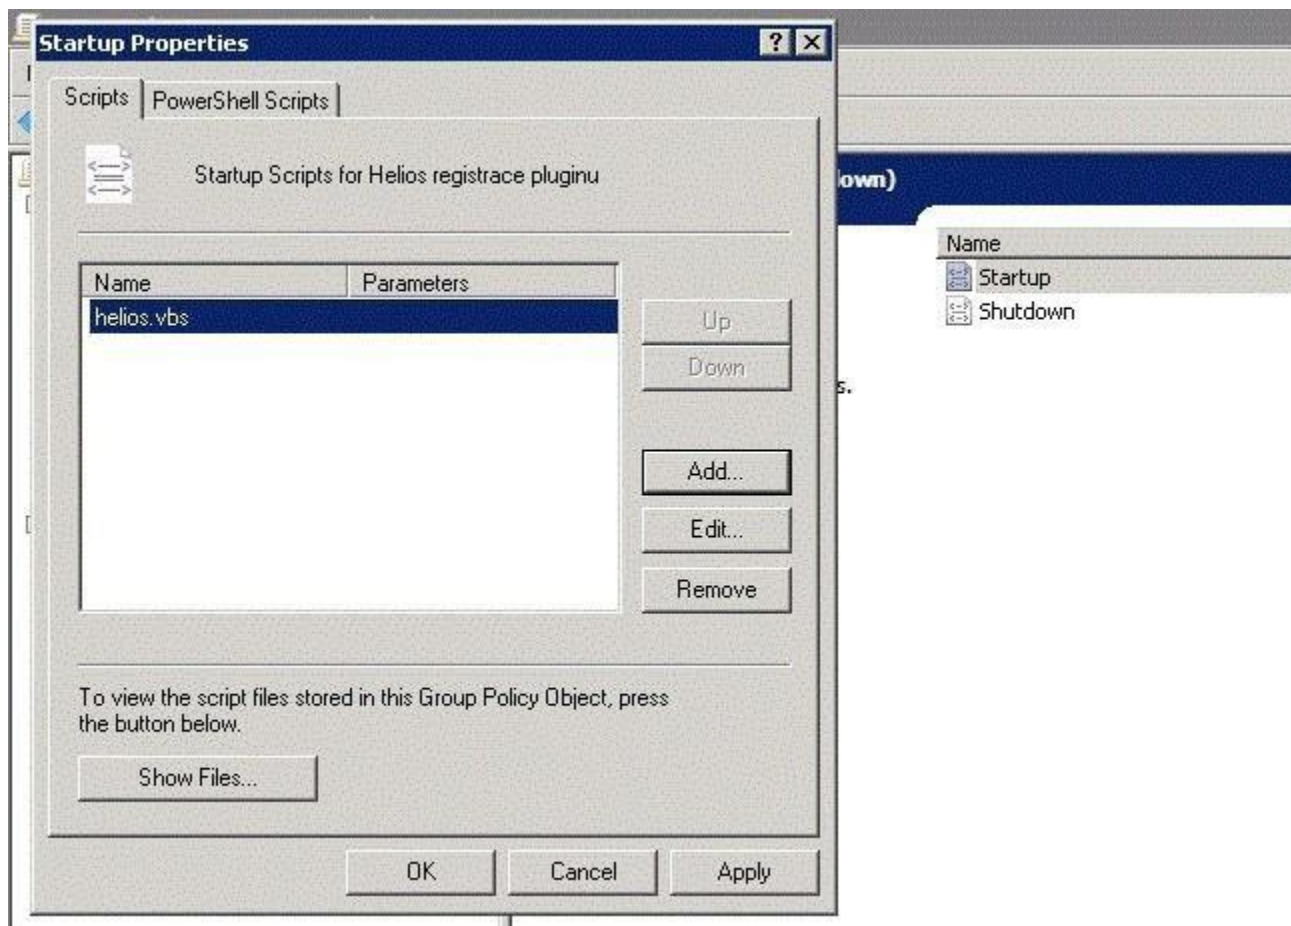 Startup Properties
Scripts
PowerShell Scripts
Startup Scripts for Helios registrace pluginu
Name Parameters
helios.vbs
Up
Down
Add...
Edit...
Remove
To view the script files stored in this Group Policy Object, press
the button below.
Show Files...
OK Cancel Apply
own)
Name
Startup
Shutdown
s.